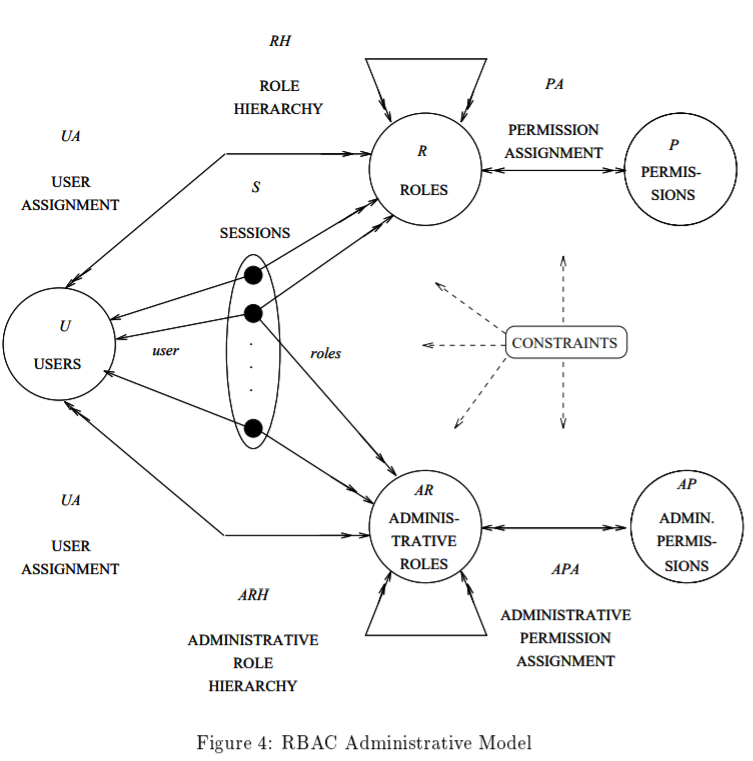 RH
ROLE
HIERARCHY
PA
PERMISSION
ASSIGNMENT
UA
USER
ASSIGNMENT
S
SESSIONS
R
ROLES
P
PERMIS-
SIONS
U
USERS
user
roles
CONSTRAINTS
UA
USER
ASSIGNMENT
AR
ADMINIS-
TRATIVE
ROLES
AP
ADMIN.
PERMIS-
SIONS
ARH
ADMINISTRATIVE
ROLE
HIERARCHY
APA
ADMINISTRATIVE
PERMISSION
ASSIGNMENT
Figure 4: RBAC Administrative Model